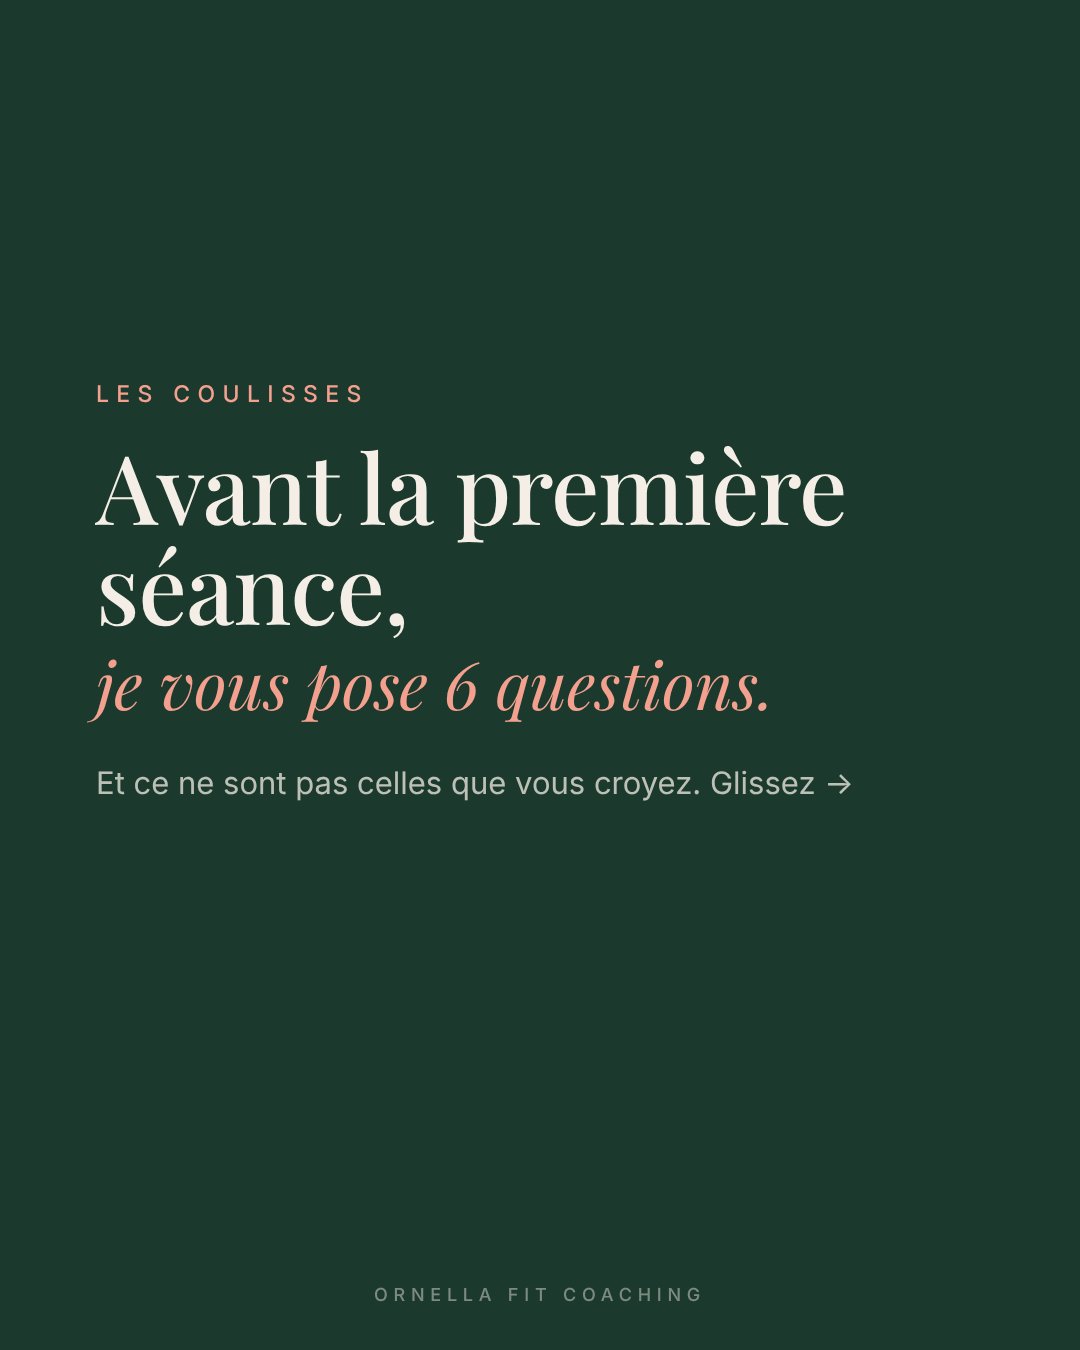 LES COULISSES
Avant la première
séance,
je vous pose 6 questions.
Et ce ne sont pas celles que vous croyez. Glissez →
ORNELLA FIT COACHING